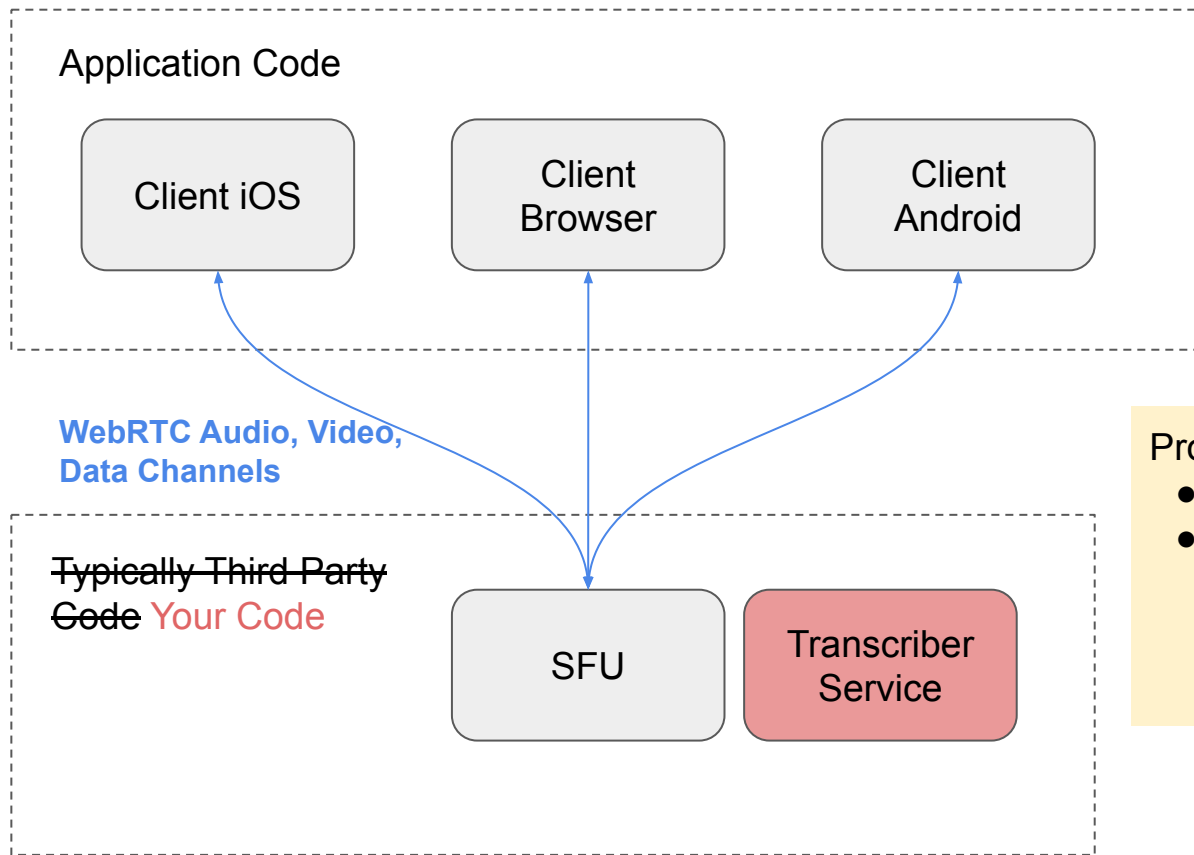 Application Code
Client iOS
Client
Browser
Client
Android
WebRTC Audio, Video,
Data Channels
Typically Third Party
Code Your Code
SFU
Transcriber
Service